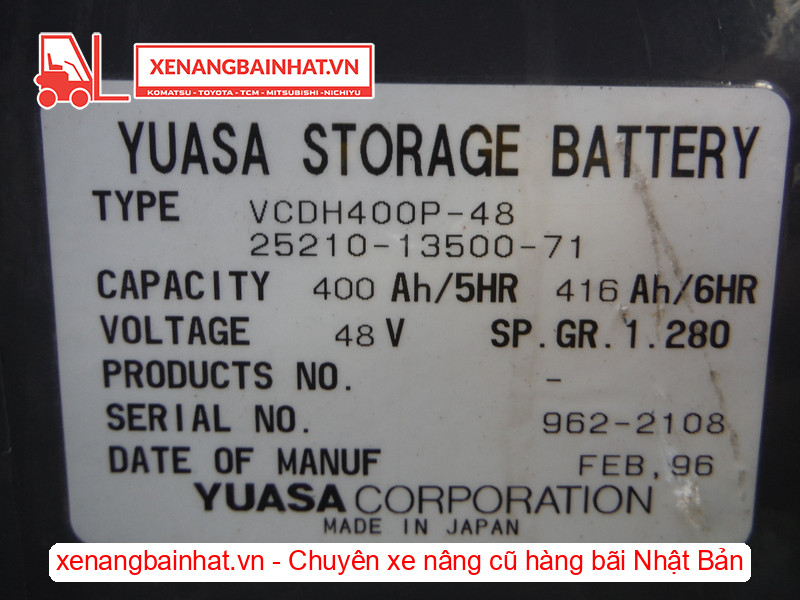 XENANGBAINHAT.VN
KOMATSU - TOYOTA - TCM - MITSUBISHI - NICHIYU
YUASA STORAGE BATTERY
TYPE VCDH400P-48
25210-13500-71
CAPACITY 400 Ah/5HR 416 Ah/6HR
VOLTAGE 48 V SP.GR.1.280
PRODUCTS NO. -
SERIAL NO. 962-2108
DATE OF MANUF FEB, 96
YUASA CORPORATION
MADE IN JAPAN
xenangbainhat.vn - Chuyên xe nâng cũ hàng bãi Nhật Bản